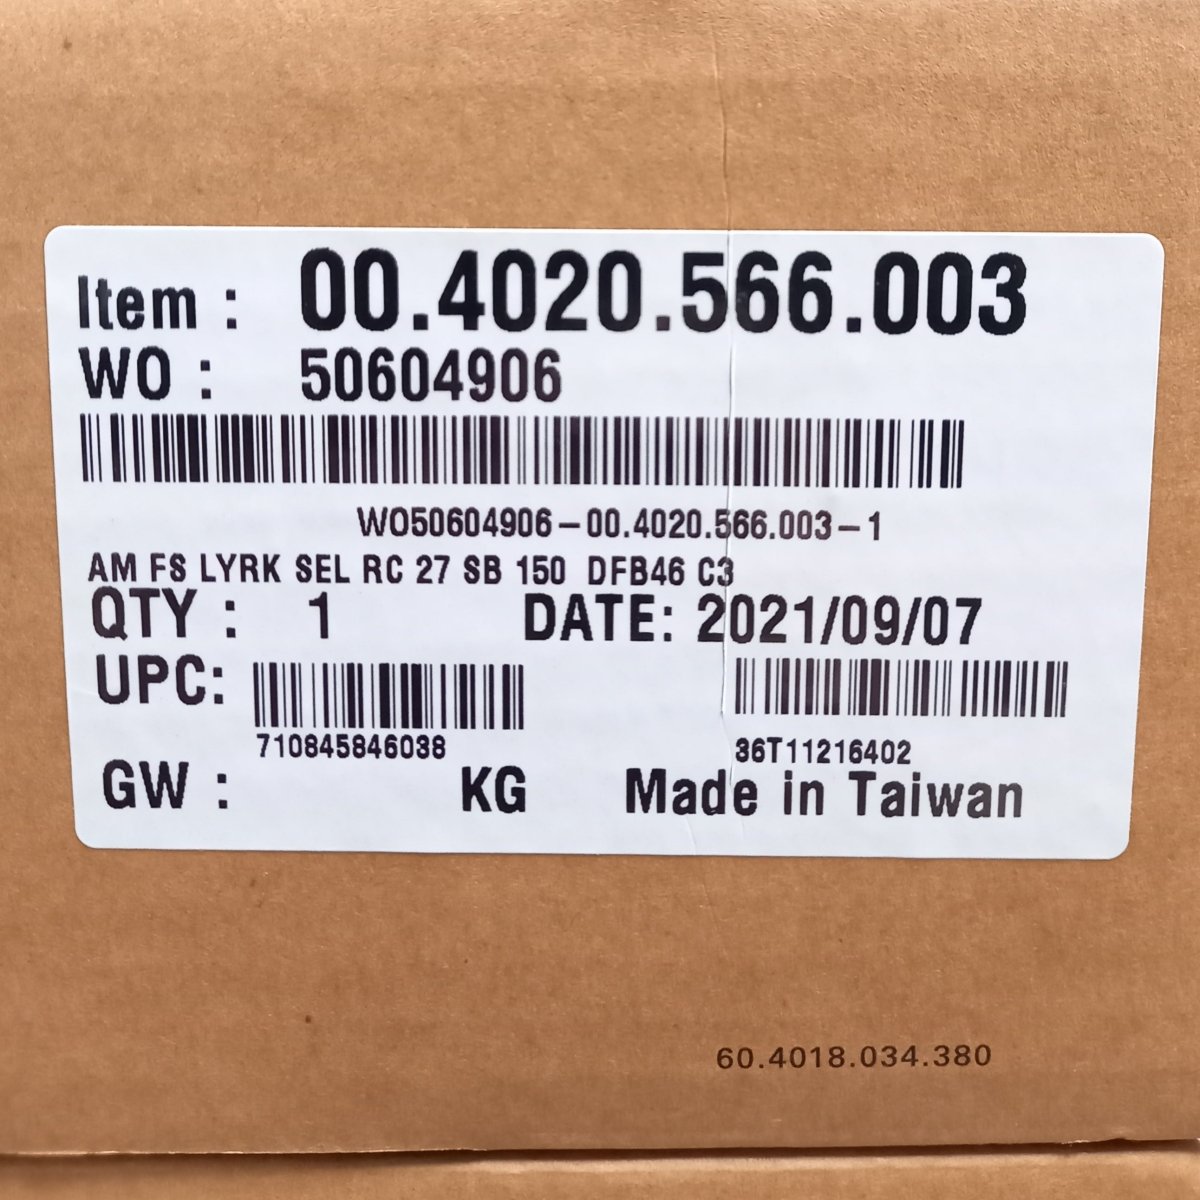 Item : 00.4020.566.003
WO : 50604906
WO50604906-00.4020.566.003-1
AM FS LYRK SEL RC 27 SB 150 DFB46 C3
QTY : 1 DATE: 2021/09/07
UPC:
710845846038 36T11216402
GW : KG Made in Taiwan
60.4018.034.380